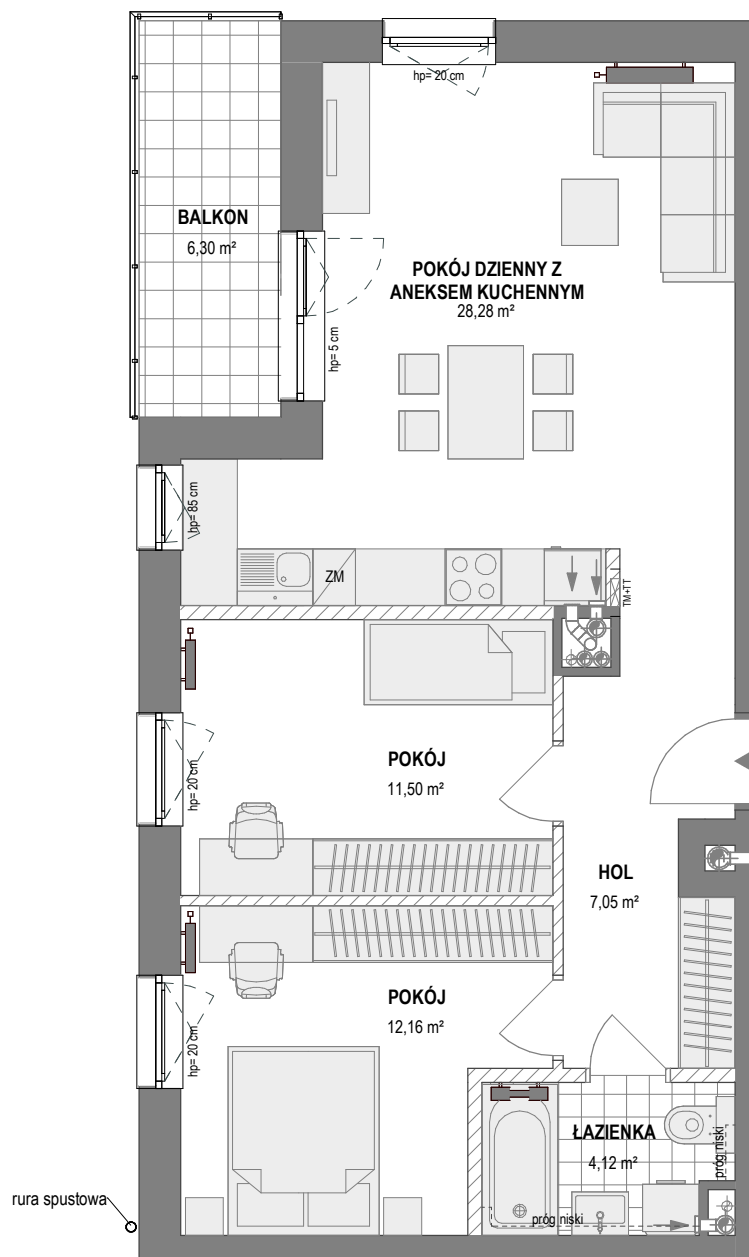 hp= 20 cm
BALKON
6,30 m²
POKÓJ DZIENNY Z
ANEKSEM KUCHENNYM
28,28 m²
hp= 5 cm
hp= 85 cm
ZM
TM+TT
POKÓJ
11,50 m²
hp= 20 cm
HOL
7,05 m²
POKÓJ
12,16 m²
hp= 20 cm
ŁAZIENKA
4,12 m²
próg niski
próg niski
rura spustowa